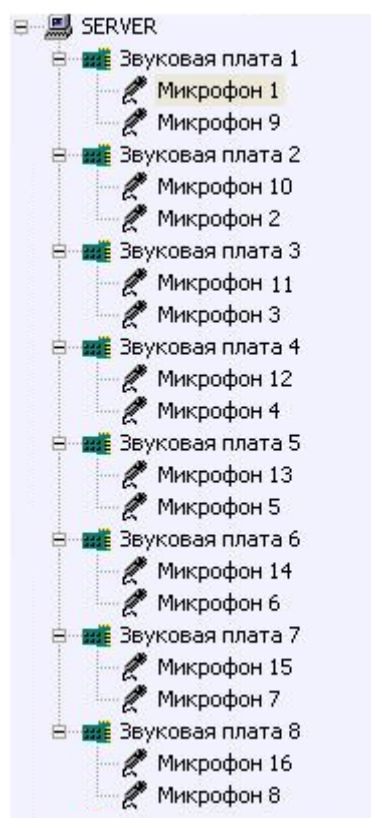 SERVER
Звуковая плата 1
Микрофон 1
Микрофон 9
Звуковая плата 2
Микрофон 10
Микрофон 2
Звуковая плата 3
Микрофон 11
Микрофон 3
Звуковая плата 4
Микрофон 12
Микрофон 4
Звуковая плата 5
Микрофон 13
Микрофон 5
Звуковая плата 6
Микрофон 14
Микрофон 6
Звуковая плата 7
Микрофон 15
Микрофон 7
Звуковая плата 8
Микрофон 16
Микрофон 8